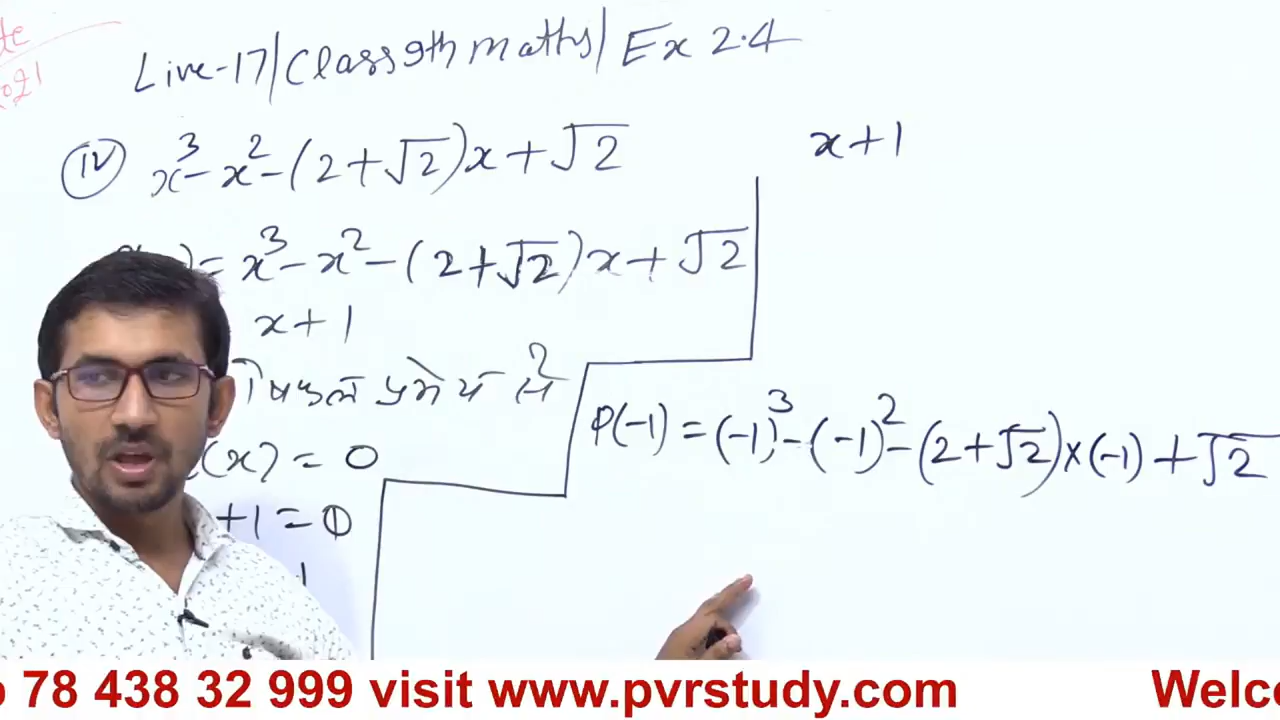 te
2021
Live-17/Class 9th maths/ Ex 2.4
(iv) x³-x²-(2+√2)x+√2
x+1
)=x³-x²-(2+√2)x+√2
x+1
(x)=0
+1=0
P(-1)=(-1)³-(-1)²-(2+√2)×(-1)+√2
78 438 32 999 visit www.pvrstudy.com
Welc